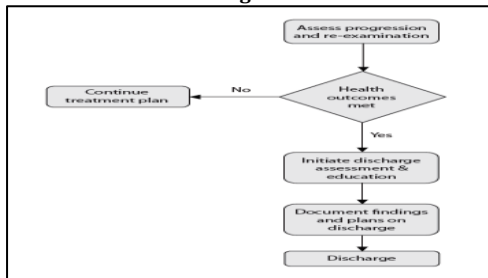 Assess progression
and re-examination
Health
outcomes
met
No
Continue
treatment plan
Yes
Initiate discharge
assessment &
education
Document findings
and plans on
discharge
Discharge